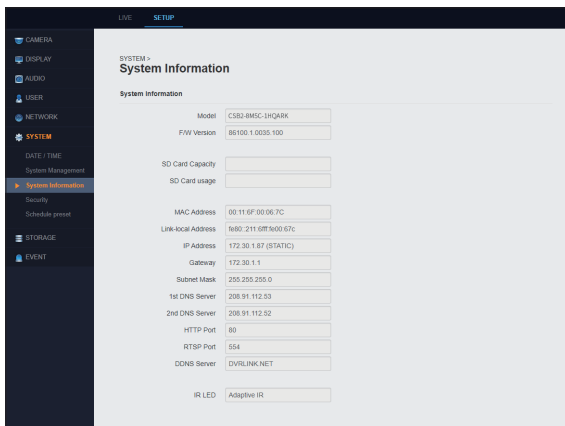 LIVE SETUP
CAMERA
DISPLAY
AUDIO
USER
NETWORK
SYSTEM
DATE / TIME
System Management
System Information
Security
Schedule preset
STORAGE
EVENT
SYSTEM >
System Information
System Information
Model CSB2-8M5C-1HQARK
F/W Version 86100.1.0035.100
SD Card Capacity
SD Card usage
MAC Address 00:11:6F:00:06:7C
Link-local Address fe80::211:6fff:fe00:67c
IP Address 172.30.1.87 (STATIC)
Gateway 172.30.1.1
Subnet Mask 255.255.255.0
1st DNS Server 208.91.112.53
2nd DNS Server 208.91.112.52
HTTP Port 80
RTSP Port 554
DDNS Server DVRLINK.NET
IR LED Adaptive IR